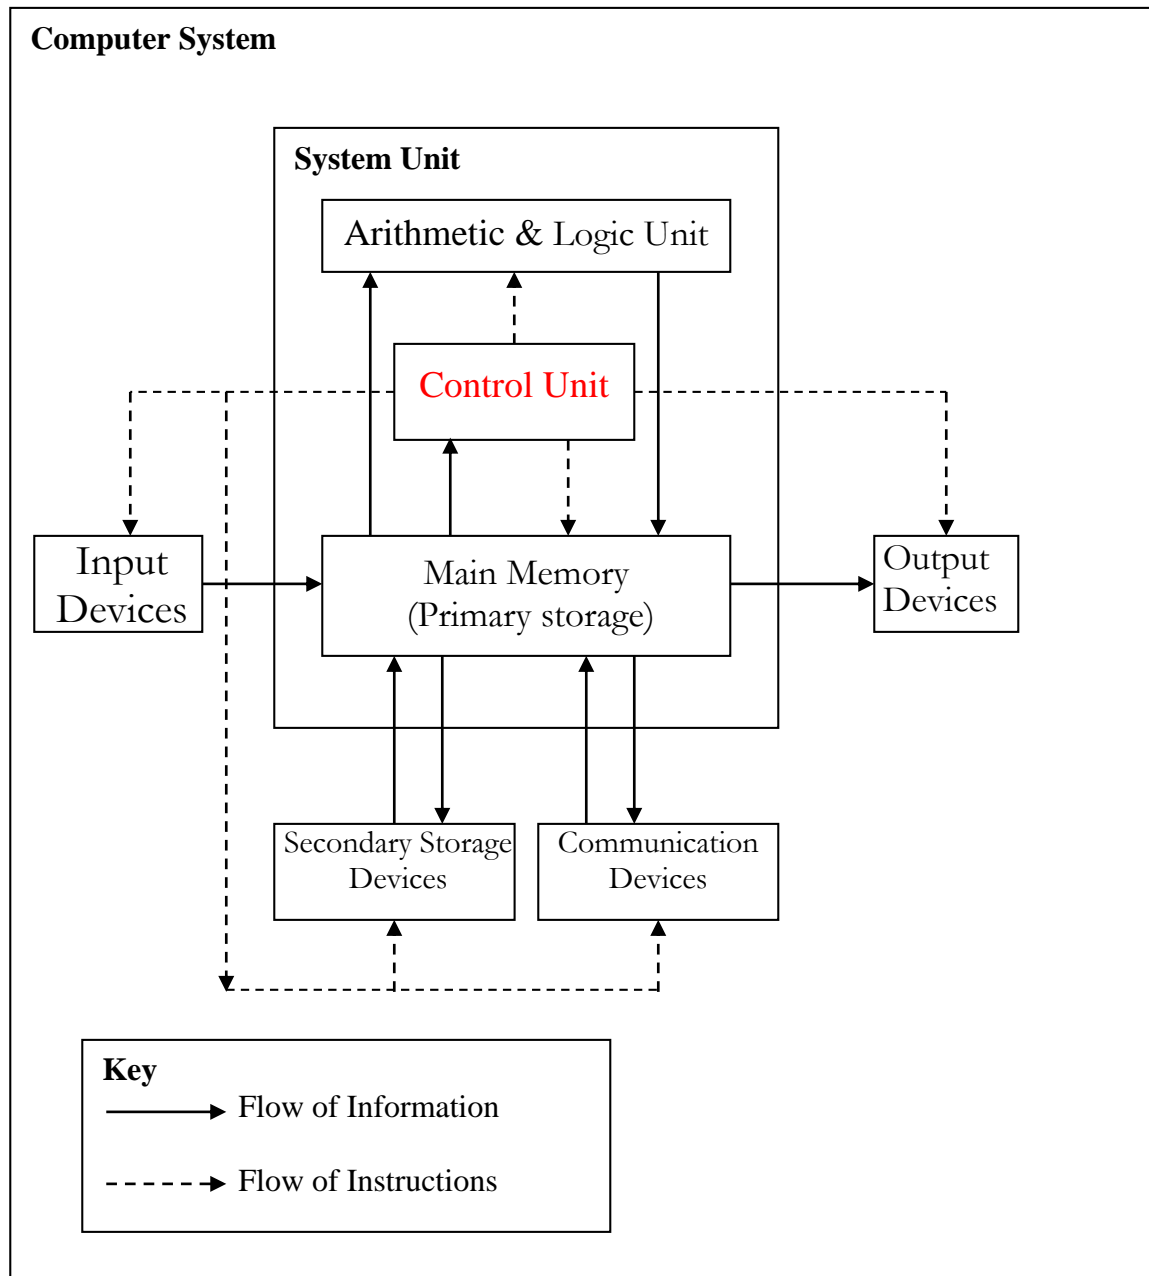 Computer System
System Unit
Arithmetic & Logic Unit
Control Unit
Input
Devices
Main Memory
(Primary storage)
Output
Devices
Secondary Storage
Devices
Communication
Devices
Key
Flow of Information
Flow of Instructions